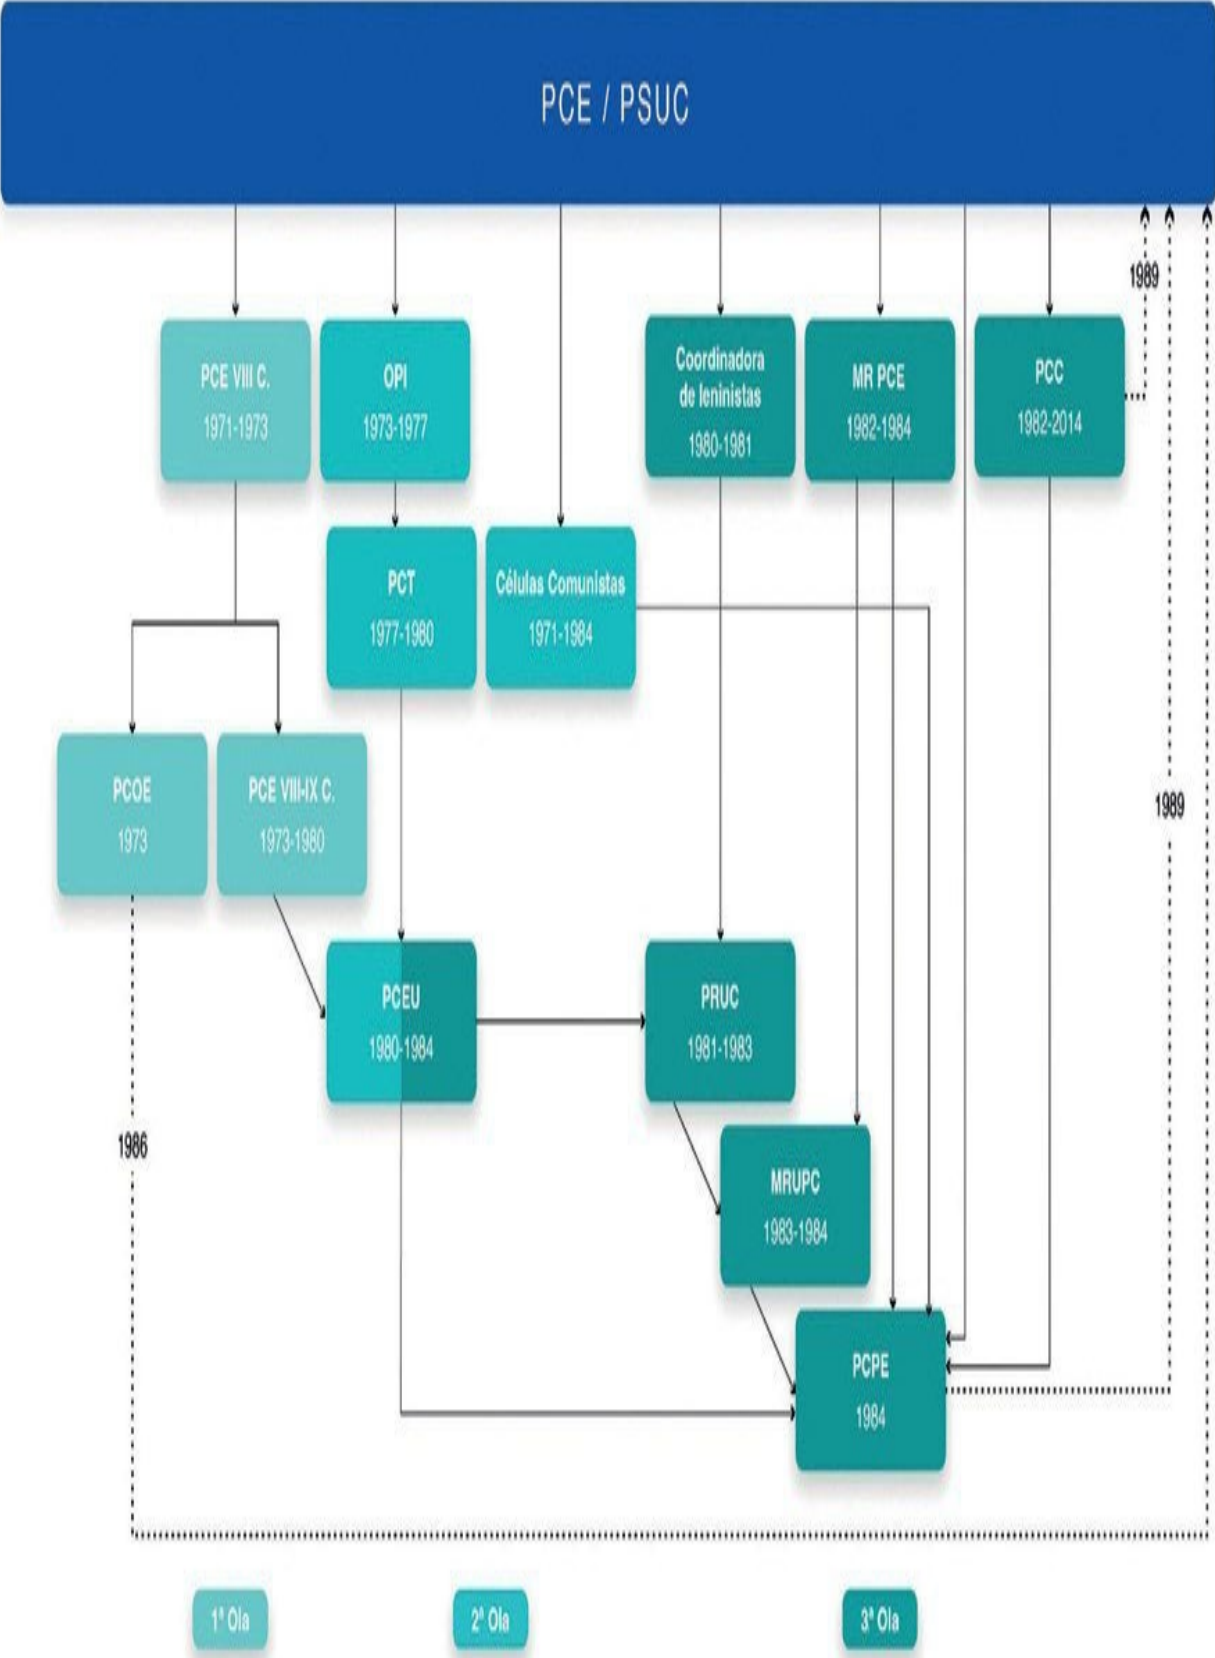 PCE / PSUC
1989
PCE VIII C.
1971-1973
OPI
1973-1977
Coordinadora
de leninistas
1980-1981
MR PCE
1982-1984
PCC
1982-2014
PCT
1977-1980
Células Comunistas
1971-1984
PCOE
1973
PCE VIII-IX C.
1973-1980
1989
PCEU
1980-1984
PRUC
1981-1983
1986
MRUPC
1983-1984
PCPE
1984
1ª Ola
2ª Ola
3ª Ola